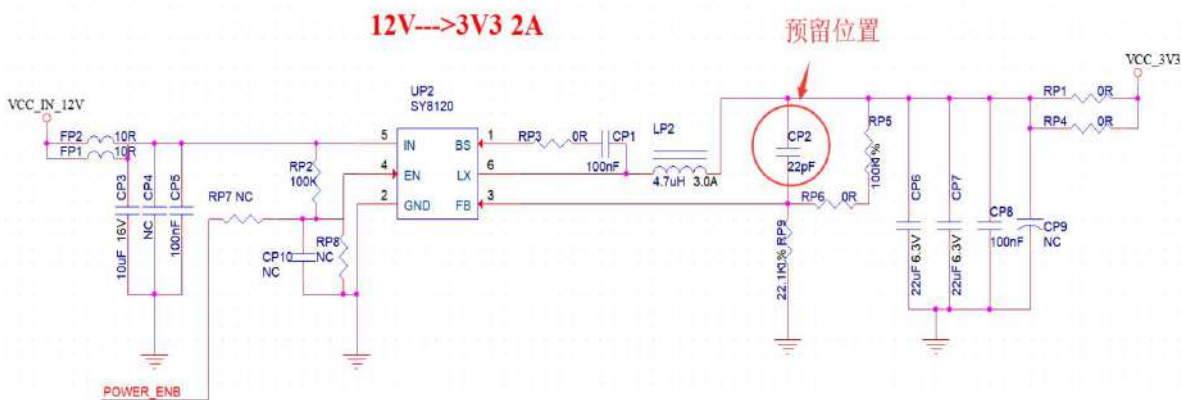 12V--->3V3 2A
预留位置
VCC_IN_12V
VCC_3V3
UP2
SY8120
FP2 10R
FP1 10R
CP3
10uF 16V
CP4
NC
CP5
100nF
RP2
100K
RP7 NC
CP10
NC
RP8
NC
5 IN
4 EN
2 GND
BS 1
LX 6
FB 3
RP3 0R
CP1
100nF
LP2
4.7uH 3.0A
CP2
22pF
RP5
100K1%
RP6 0R
RP9
22.1K1%
CP6
22uF 6.3V
CP7
22uF 6.3V
CP8
100nF
CP9
NC
RP1 0R
RP4 0R
POWER_ENB